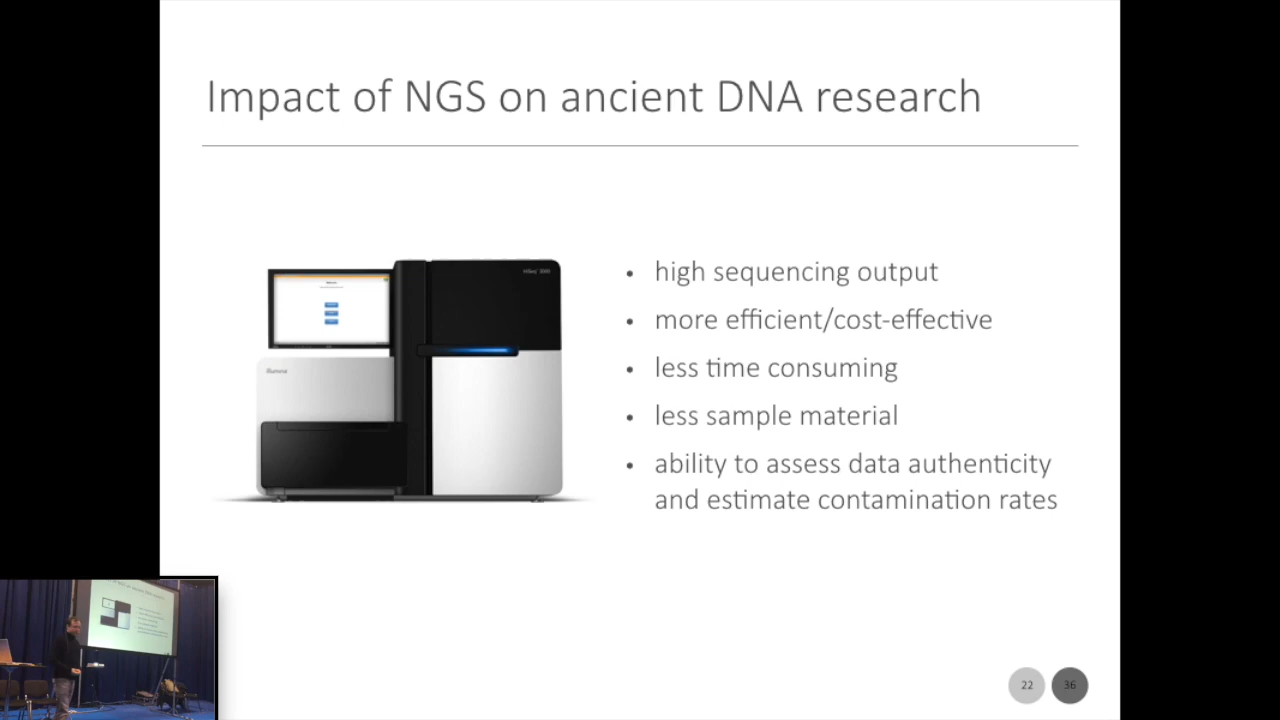 Impact of NGS on ancient DNA research
illumina
• high sequencing output
• more efficient/cost-effective
• less time consuming
• less sample material
• ability to assess data authenticity
and estimate contamination rates
22
36